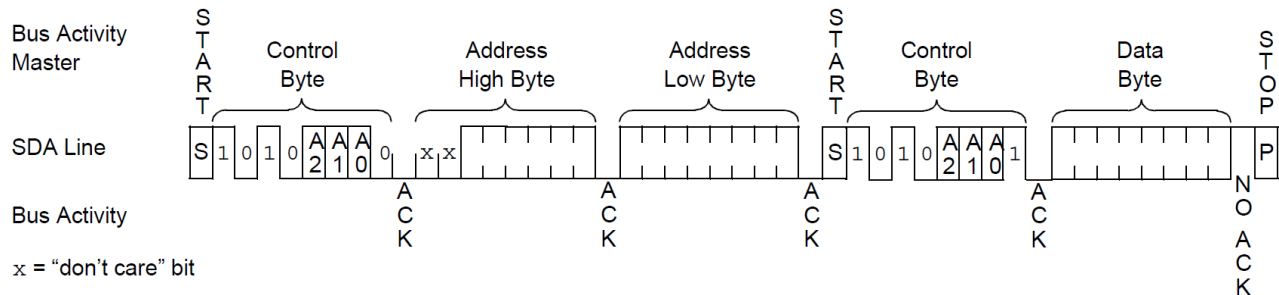 Bus Activity
Master
START
Control
Byte
Address
High Byte
Address
Low Byte
START
Control
Byte
Data
Byte
STOP
SDA Line
S 1 0 1 0 A2 A1 A0 0 x x S 1 0 1 0 A2 A1 A0 1 P
Bus Activity
ACK
ACK
ACK
ACK
NO ACK
x = “don’t care” bit